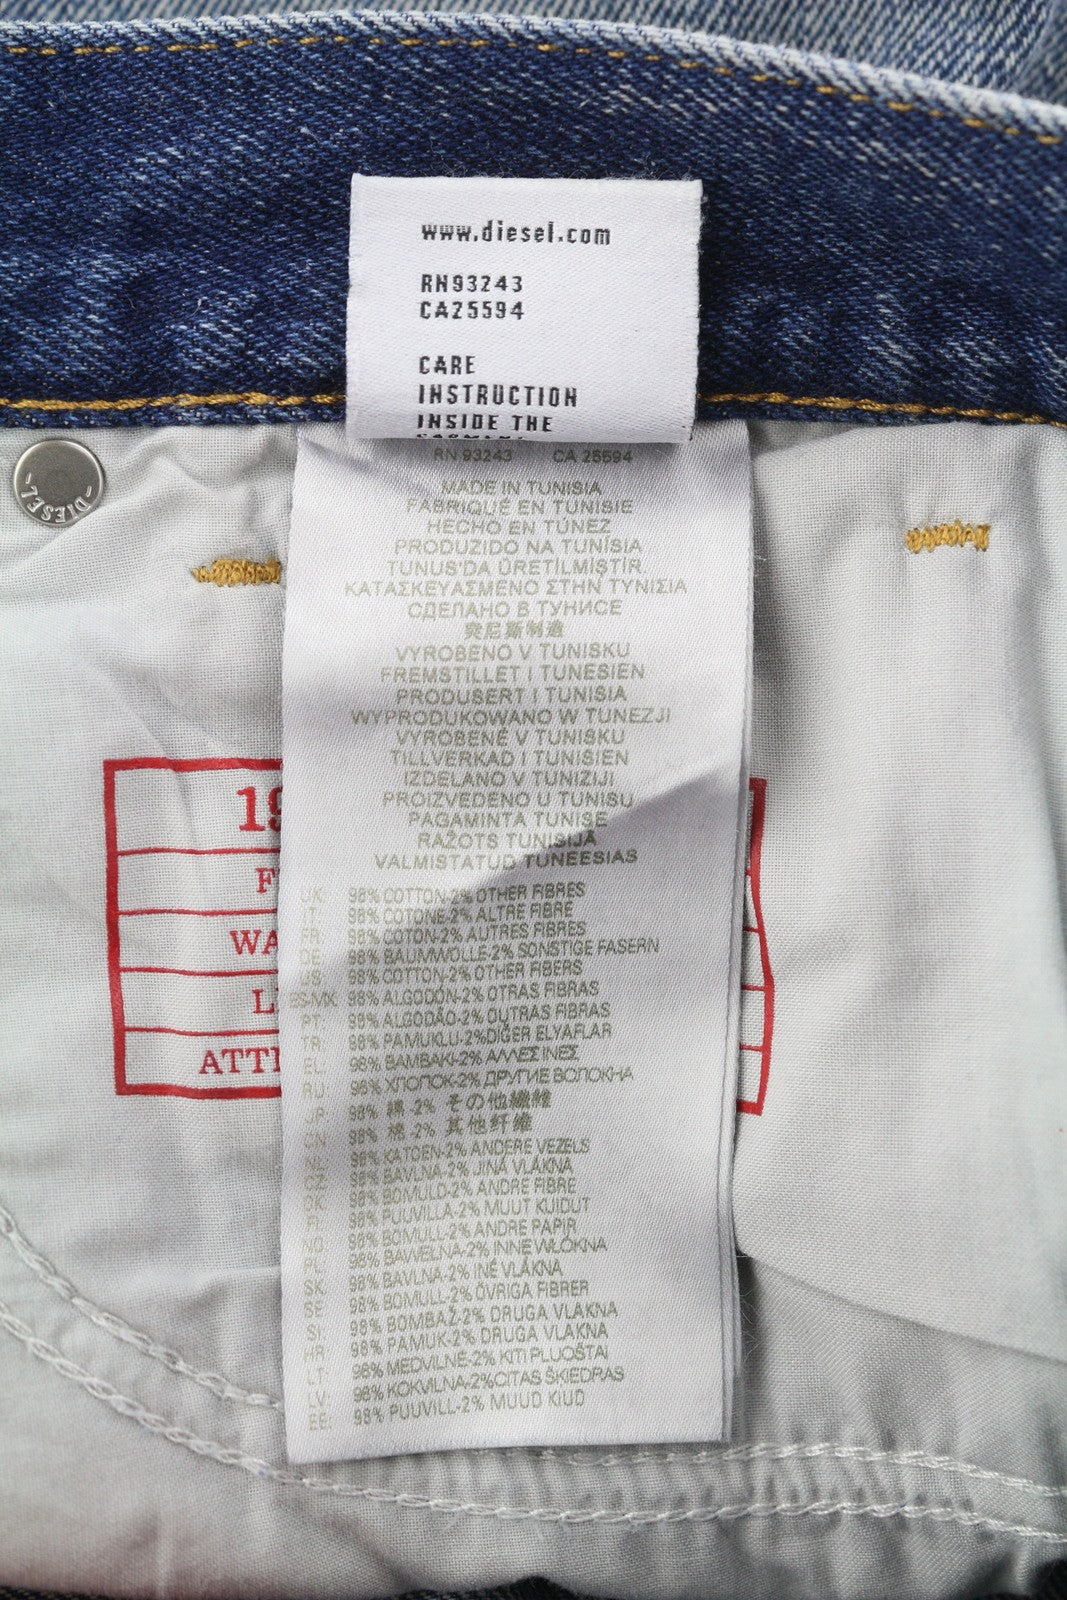 www.diesel.com
RN93243
CA25594
CARE
INSTRUCTION
INSIDE THE
RN 93243 CA 25594
DIESEL
MADE IN TUNISIA
FABRIQUÉ EN TUNISIE
HECHO EN TÚNEZ
PRODUZIDO NA TUNÍSIA
TUNUS'DA ÜRETILMIŞTIR
ΚΑΤΑΣΚΕΥΑΣΜΕΝΟ ΣΤΗΝ ΤΥΝΙΣΙΑ
СДЕЛАНО В ТУНИСЕ
突尼斯制造
VYROBENO V TUNISKU
FREMSTILLET I TUNESIEN
PRODUSERT I TUNISIA
WYPRODUKOWANO W TUNEZJI
VYROBENÉ V TUNISKU
TILLVERKAD I TUNISIEN
IZDELANO V TUNIZIJI
PROIZVEDENO U TUNISU
PAGAMINTA TUNISE
RAŽOTS TUNISIJĀ
VALMISTATUD TUNEESIAS
UK: 98% COTTON-2% OTHER FIBRES
IT: 98% COTONE-2% ALTRE FIBRE
FR: 98% COTON-2% AUTRES FIBRES
DE: 98% BAUMWOLLE-2% SONSTIGE FASERN
US: 98% COTTON-2% OTHER FIBERS
ES-MX: 98% ALGODÓN-2% OTRAS FIBRAS
PT: 98% ALGODÃO-2% OUTRAS FIBRAS
TR: 98% PAMUKLU-2%DIĞER ELYAFLAR
EL: 98% ΒΑΜΒΑΚΙ-2% ΑΛΛΕΣ ΙΝΕΣ
RU: 98% ХЛОПОК-2% ДРУГИЕ ВОЛОКНА
JP: 98% 綿 -2% その他繊維
CN: 98% 棉 -2% 其他纤维
NL: 98% KATOEN-2% ANDERE VEZELS
CZ: 98% BAVLNA-2% JINÁ VLÁKNA
DK: 98% BOMULD-2% ANDRE FIBRE
FI: 98% PUUVILLA-2% MUUT KUIDUT
NO: 98% BOMULL-2% ANDRE PAPIR
PL: 98% BAWEŁNA-2% INNE WŁÓKNA
SK: 98% BAVLNA-2% INÉ VLÁKNA
SE: 98% BOMULL-2% ÖVRIGA FIBRER
SI: 98% BOMBAŽ-2% DRUGA VLAKNA
HR: 98% PAMUK-2% DRUGA VLAKNA
LT: 98% MEDVILNĖ-2% KITI PLUOŠTAI
LV: 98% KOKVILNA-2%CITAS ŠĶIEDRAS
EE: 98% PUUVILL-2% MUUD KIUD